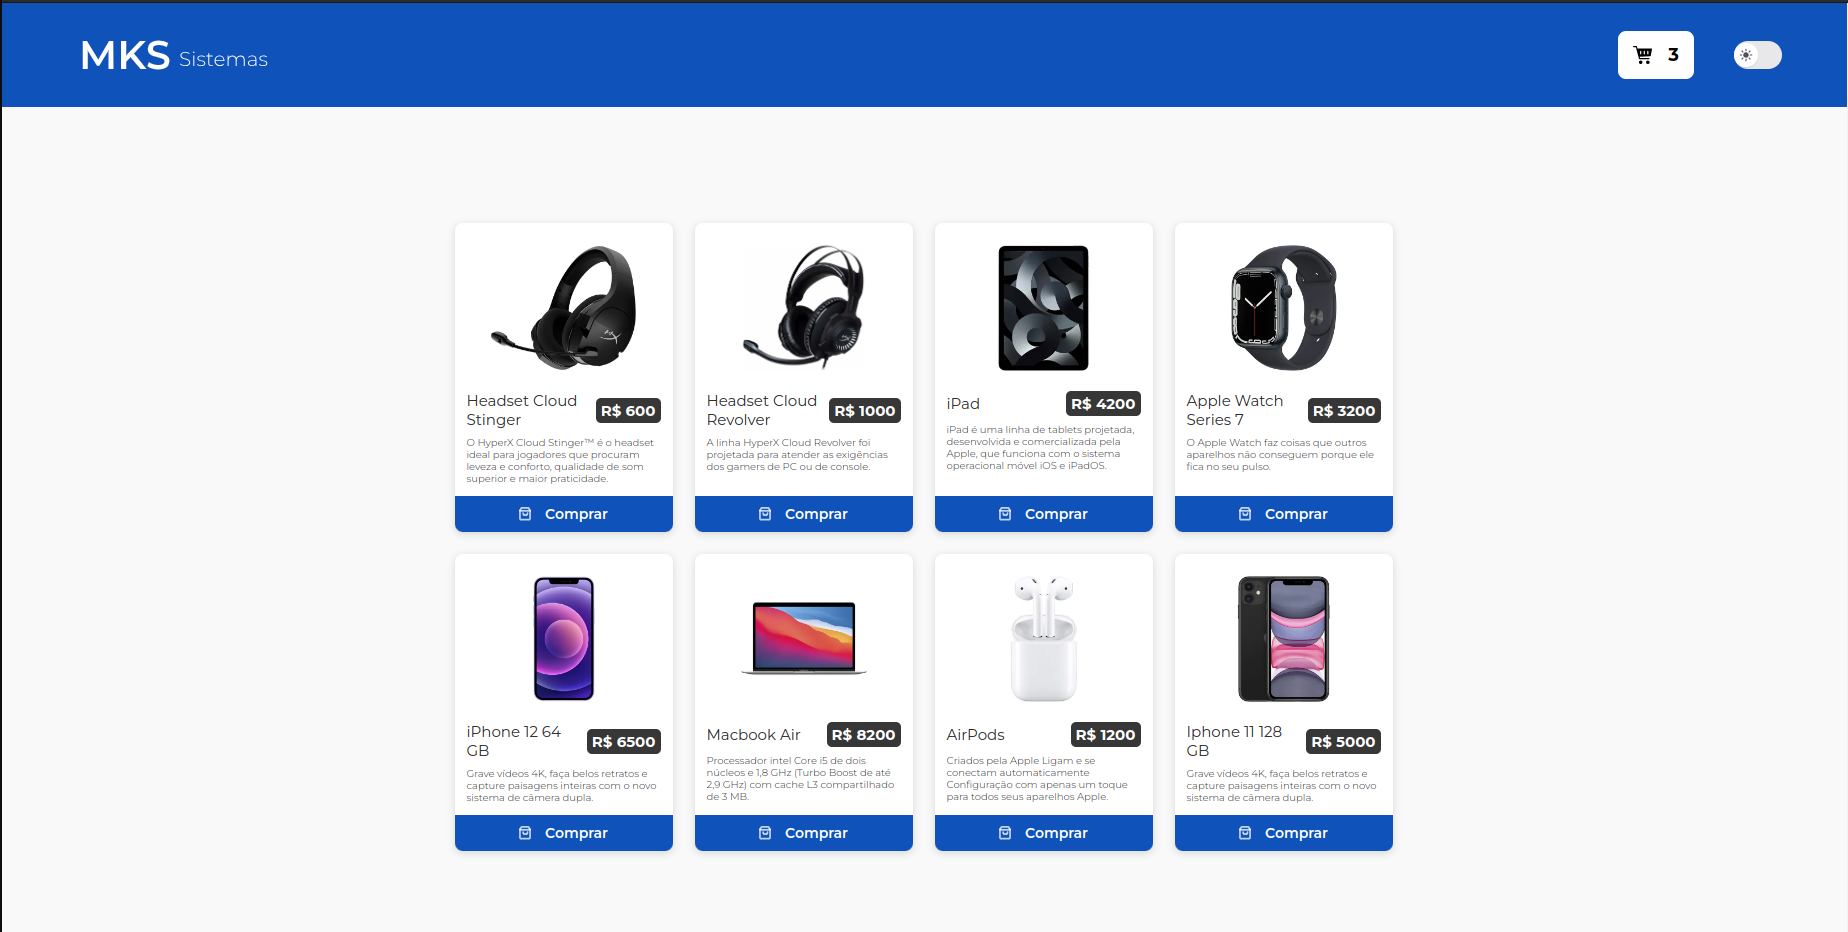 MKS Sistemas
3
Headset Cloud
Stinger
R$ 600
O HyperX Cloud Stinger™ é o headset
ideal para jogadores que procuram
leveza e conforto, qualidade de som
superior e maior praticidade.
Comprar
Headset Cloud
Revolver
R$ 1000
A linha HyperX Cloud Revolver foi
projetada para atender as exigências
dos gamers de PC ou de console.
Comprar
iPad
R$ 4200
iPad é uma linha de tablets projetada,
desenvolvida e comercializada pela
Apple, que funciona com o sistema
operacional móvel iOS e iPadOS.
Comprar
Apple Watch
Series 7
R$ 3200
O Apple Watch faz coisas que outros
aparelhos não conseguem porque ele
fica no seu pulso.
Comprar
iPhone 12 64
GB
R$ 6500
Grave vídeos 4K, faça belos retratos e
capture paisagens inteiras com o novo
sistema de câmera dupla.
Comprar
Macbook Air
R$ 8200
Processador intel Core i5 de dois
núcleos e 1,8 GHz (Turbo Boost de até
2,9 GHz) com cache L3 compartilhado
de 3 MB.
Comprar
AirPods
R$ 1200
Criados pela Apple Ligam e se
conectam automaticamente
Configuração com apenas um toque
para todos seus aparelhos Apple.
Comprar
Iphone 11 128
GB
R$ 5000
Grave vídeos 4K, faça belos retratos e
capture paisagens inteiras com o novo
sistema de câmera dupla.
Comprar